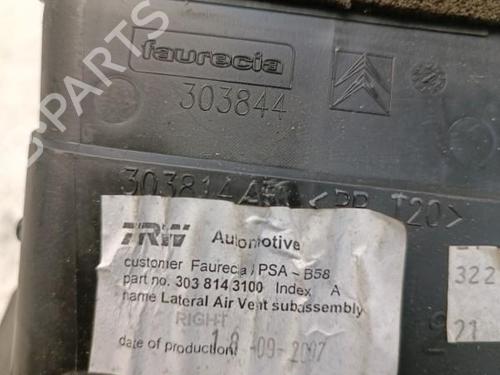 faurecia
303844
303814
<PP T20>
TRW Automotive
customer Faurecia / PSA - B58
part no. 303 814 3100 Index A
name Lateral Air Vent subassembly
RIGHT
date of production: 18-09-2007
322
21
PARTS